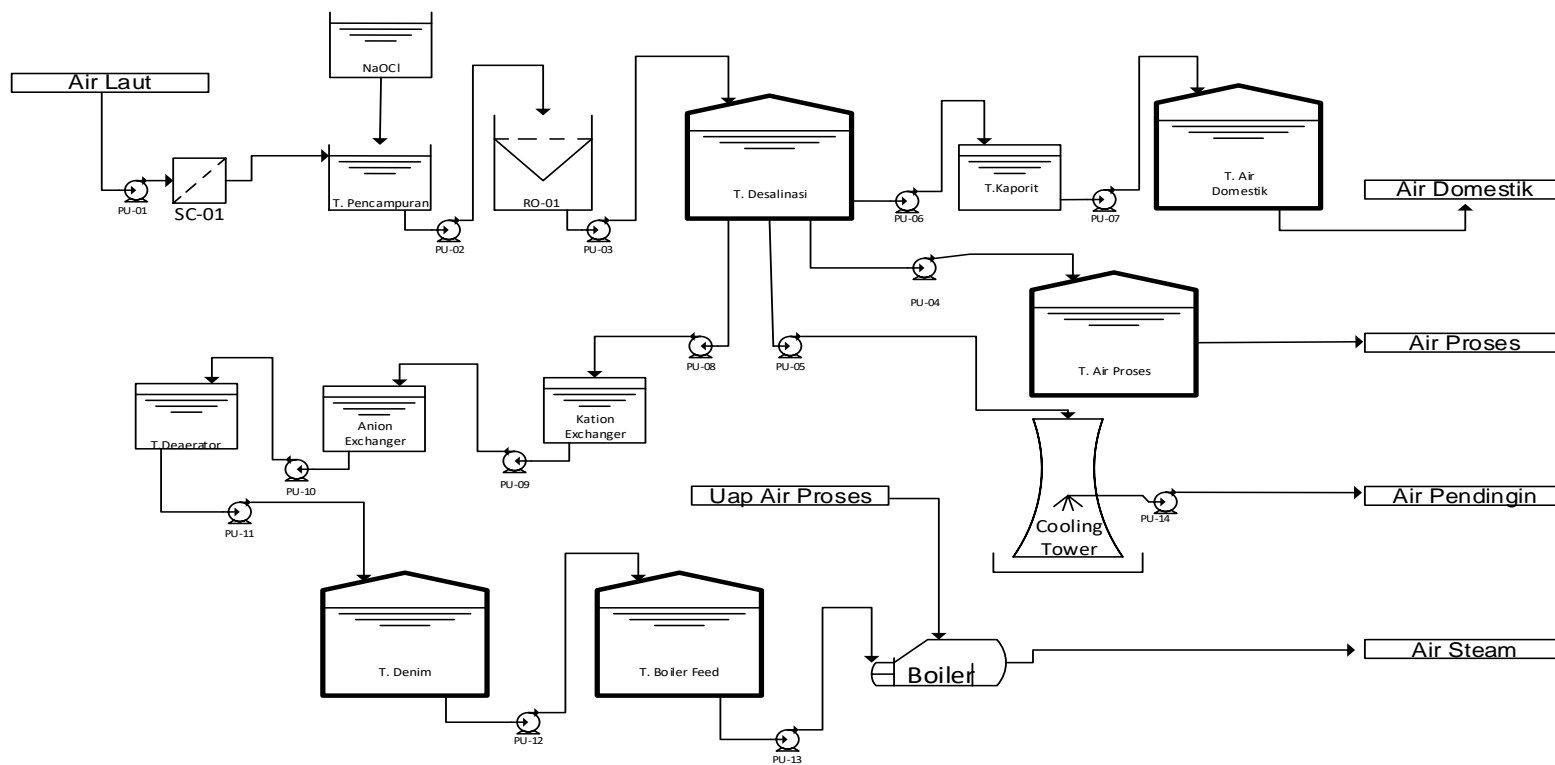 NaOCl
Air Laut
PU-01
SC-01
T. Pencampuran
PU-02
RO-01
PU-03
T. Desalinasi
PU-06
T.Kaporit
PU-07
T. Air
Domestik
Air Domestik
PU-04
T. Air Proses
Air Proses
PU-08
PU-05
Kation
Exchanger
PU-09
Anion
Exchanger
PU-10
T.Deaerator
PU-11
Uap Air Proses
Cooling
Tower
PU-14
Air Pendingin
T. Denim
PU-12
T. Boiler Feed
PU-13
Boiler
Air Steam